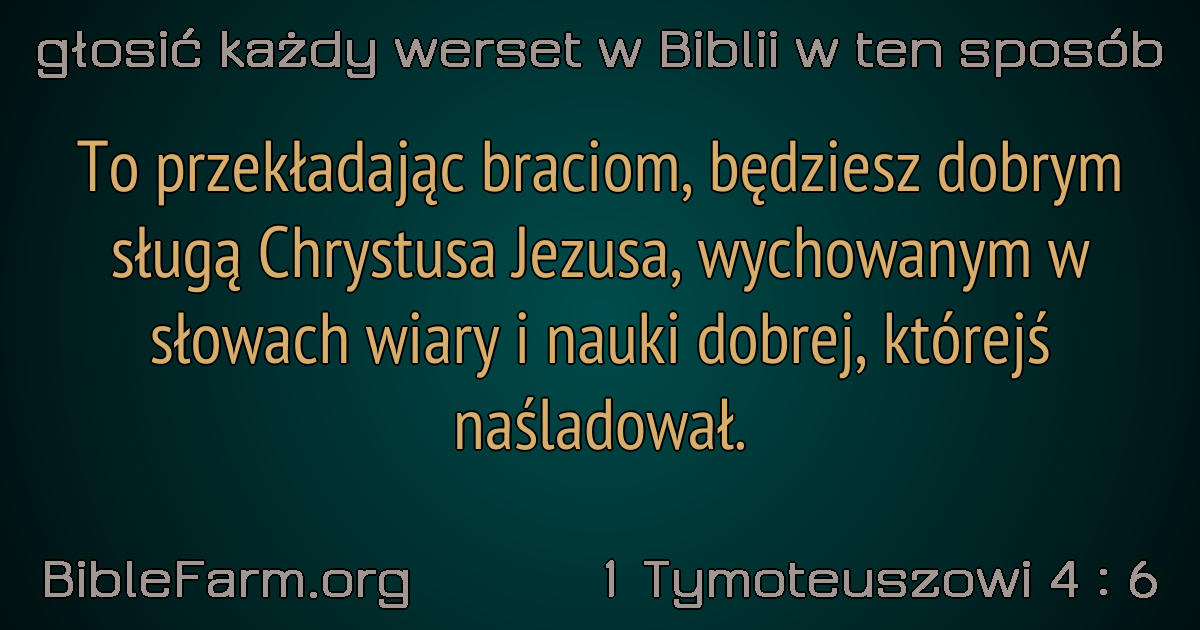 głosić każdy werset w Biblii w ten sposób
To przekładając braciom, będziesz dobrym
sługą Chrystusa Jezusa, wychowanym w
słowach wiary i nauki dobrej, którejś
naśladował.
BibleFarm.org
1 Tymoteuszowi 4 : 6